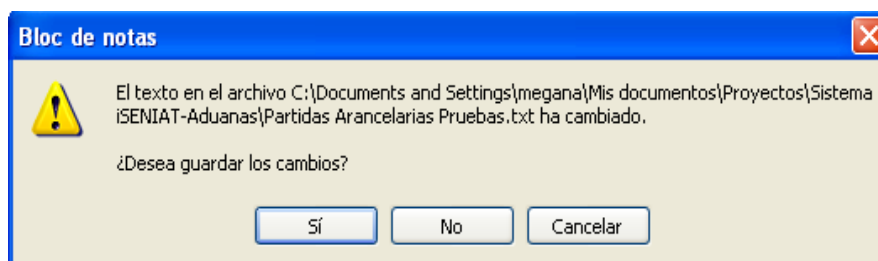 Bloc de notas
El texto en el archivo C:\Documents and Settings\megana\Mis documentos\Proyectos\Sistema
iSENIAT-Aduanas\Partidas Arancelarias Pruebas.txt ha cambiado.
¿Desea guardar los cambios?
Sí No Cancelar